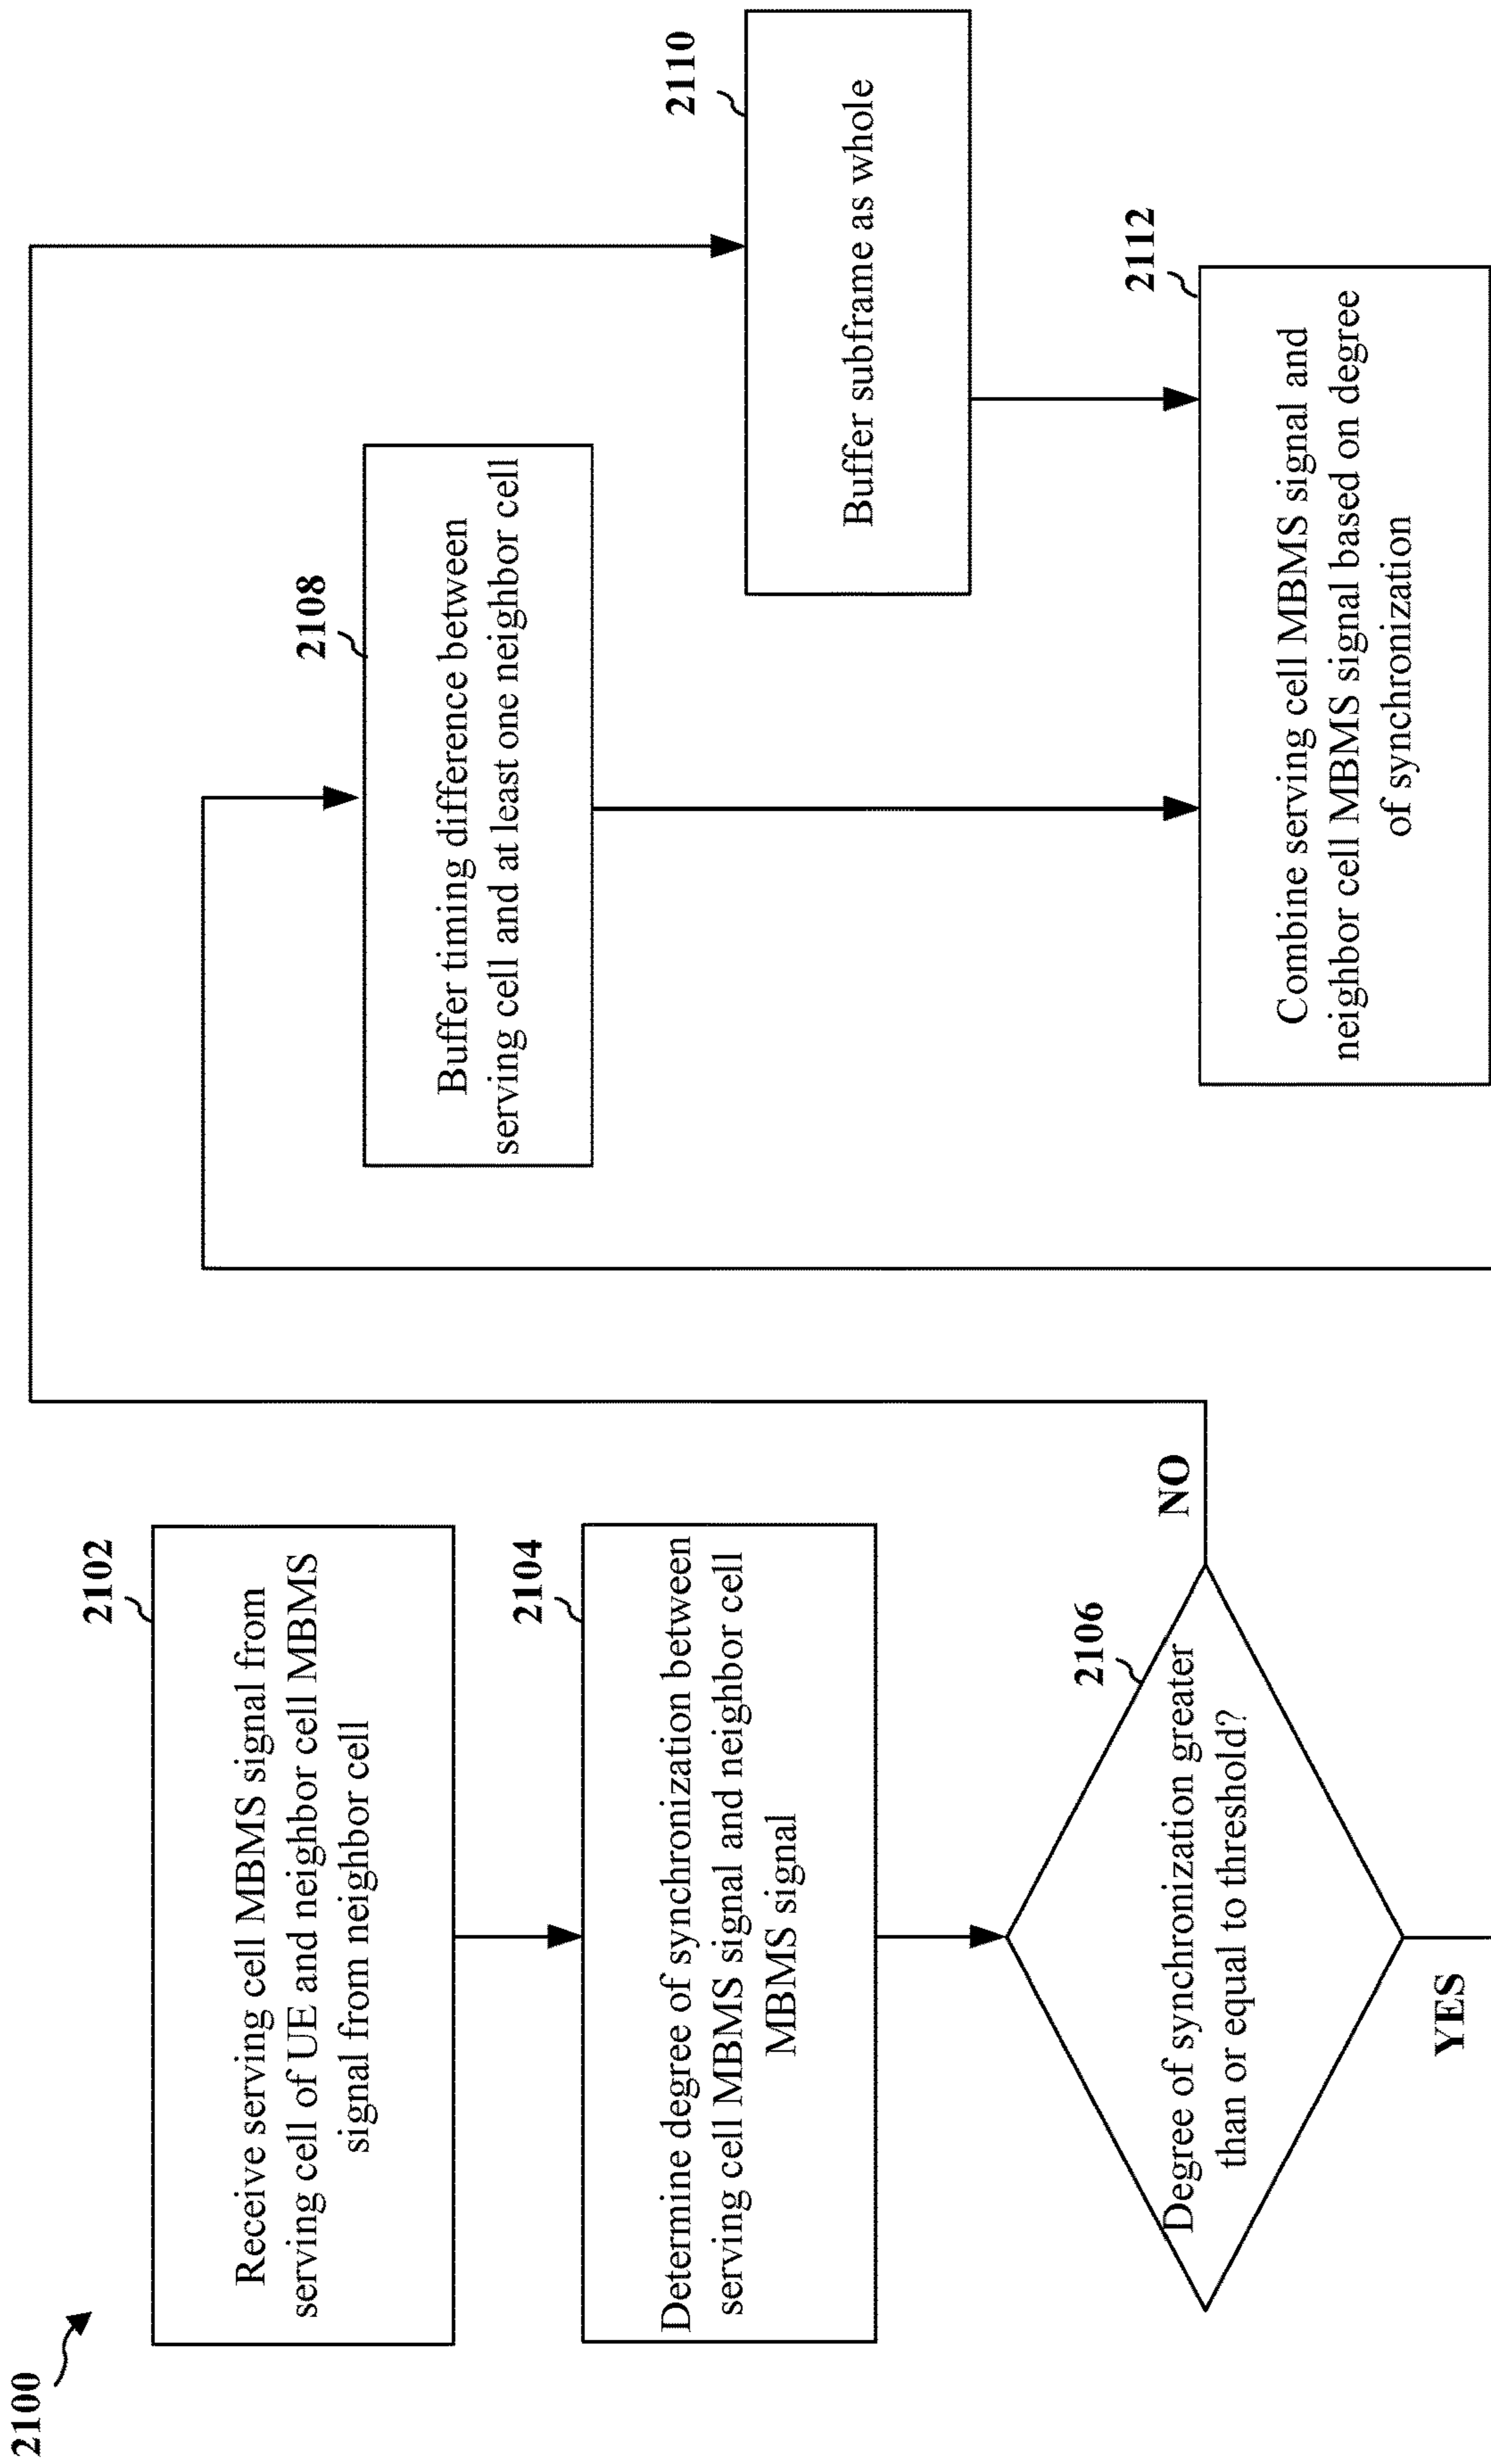 2100
2102
Receive serving cell MBMS signal from
serving cell of UE and neighbor cell MBMS
signal from neighbor cell
2104
Determine degree of synchronization between
serving cell MBMS signal and neighbor cell
MBMS signal
2106
Degree of synchronization greater
than or equal to threshold?
NO
YES
2108
Buffer timing difference between
serving cell and at least one neighbor cell
2110
Buffer subframe as whole
2112
Combine serving cell MBMS signal and
neighbor cell MBMS signal based on degree
of synchronization